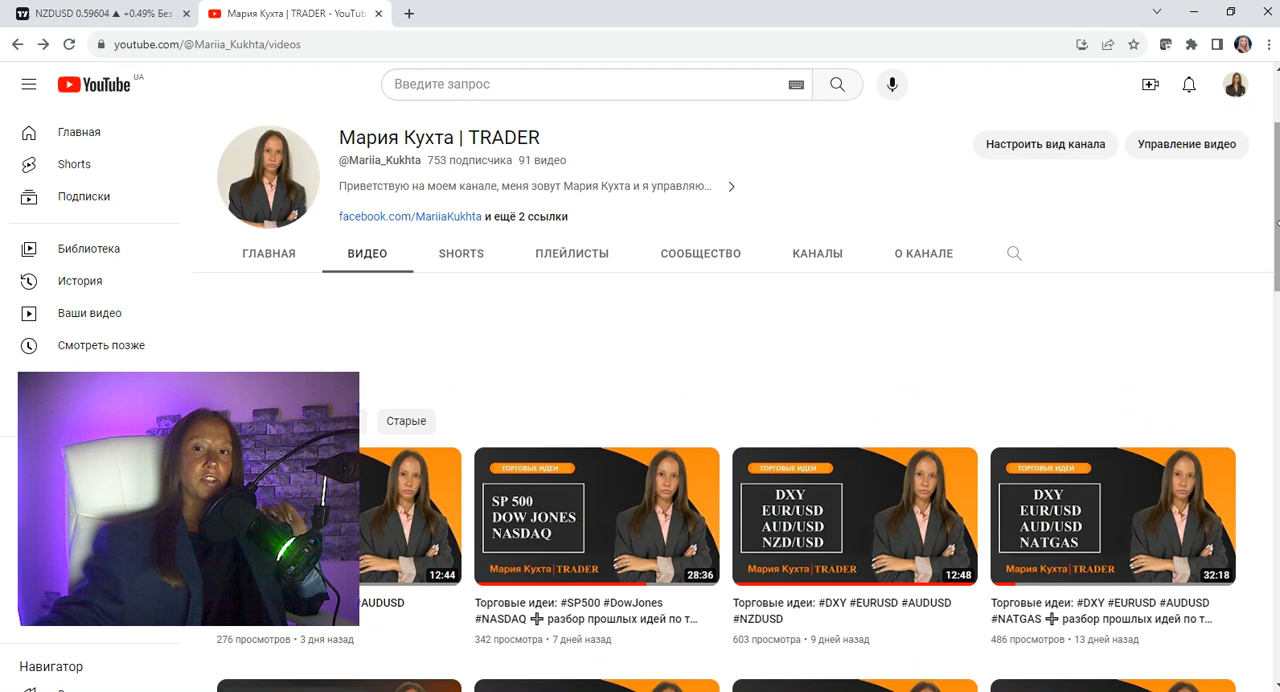 NZDUSD 0.59604 ▲ +0.49% Без
Мария Кухта | TRADER - YouTub
youtube.com/@Mariia_Kukhta/videos
YouTube UA
Введите запрос
Главная
Shorts
Подписки
Библиотека
История
Ваши видео
Смотреть позже
Мария Кухта | TRADER
@Mariia_Kukhta 753 подписчика 91 видео
Приветствую на моем канале, меня зовут Мария Кухта и я управляю...
facebook.com/MariiaKukhta и ещё 2 ссылки
Настроить вид канала
Управление видео
ГЛАВНАЯ ВИДЕО SHORTS ПЛЕЙЛИСТЫ СООБЩЕСТВО КАНАЛЫ О КАНАЛЕ
Старые
12:44
#AUDUSD
276 просмотров • 3 дня назад
ТОРГОВЫЕ ИДЕИ
SP 500
DOW JONES
NASDAQ
Мария Кухта|TRADER
28:36
Торговые идеи: #SP500 #DowJones
#NASDAQ ➕ разбор прошлых идей по т...
342 просмотра • 7 дней назад
ТОРГОВЫЕ ИДЕИ
DXY
EUR/USD
AUD/USD
NZD/USD
Мария Кухта|TRADER
12:48
Торговые идеи: #DXY #EURUSD #AUDUSD
#NZDUSD
603 просмотра • 9 дней назад
ТОРГОВЫЕ ИДЕИ
DXY
EUR/USD
AUD/USD
NATGAS
Мария Кухта|TRADER
32:18
Торговые идеи: #DXY #EURUSD #AUDUSD
#NATGAS ➕ разбор прошлых идей по т...
486 просмотров • 13 дней назад
Навигатор